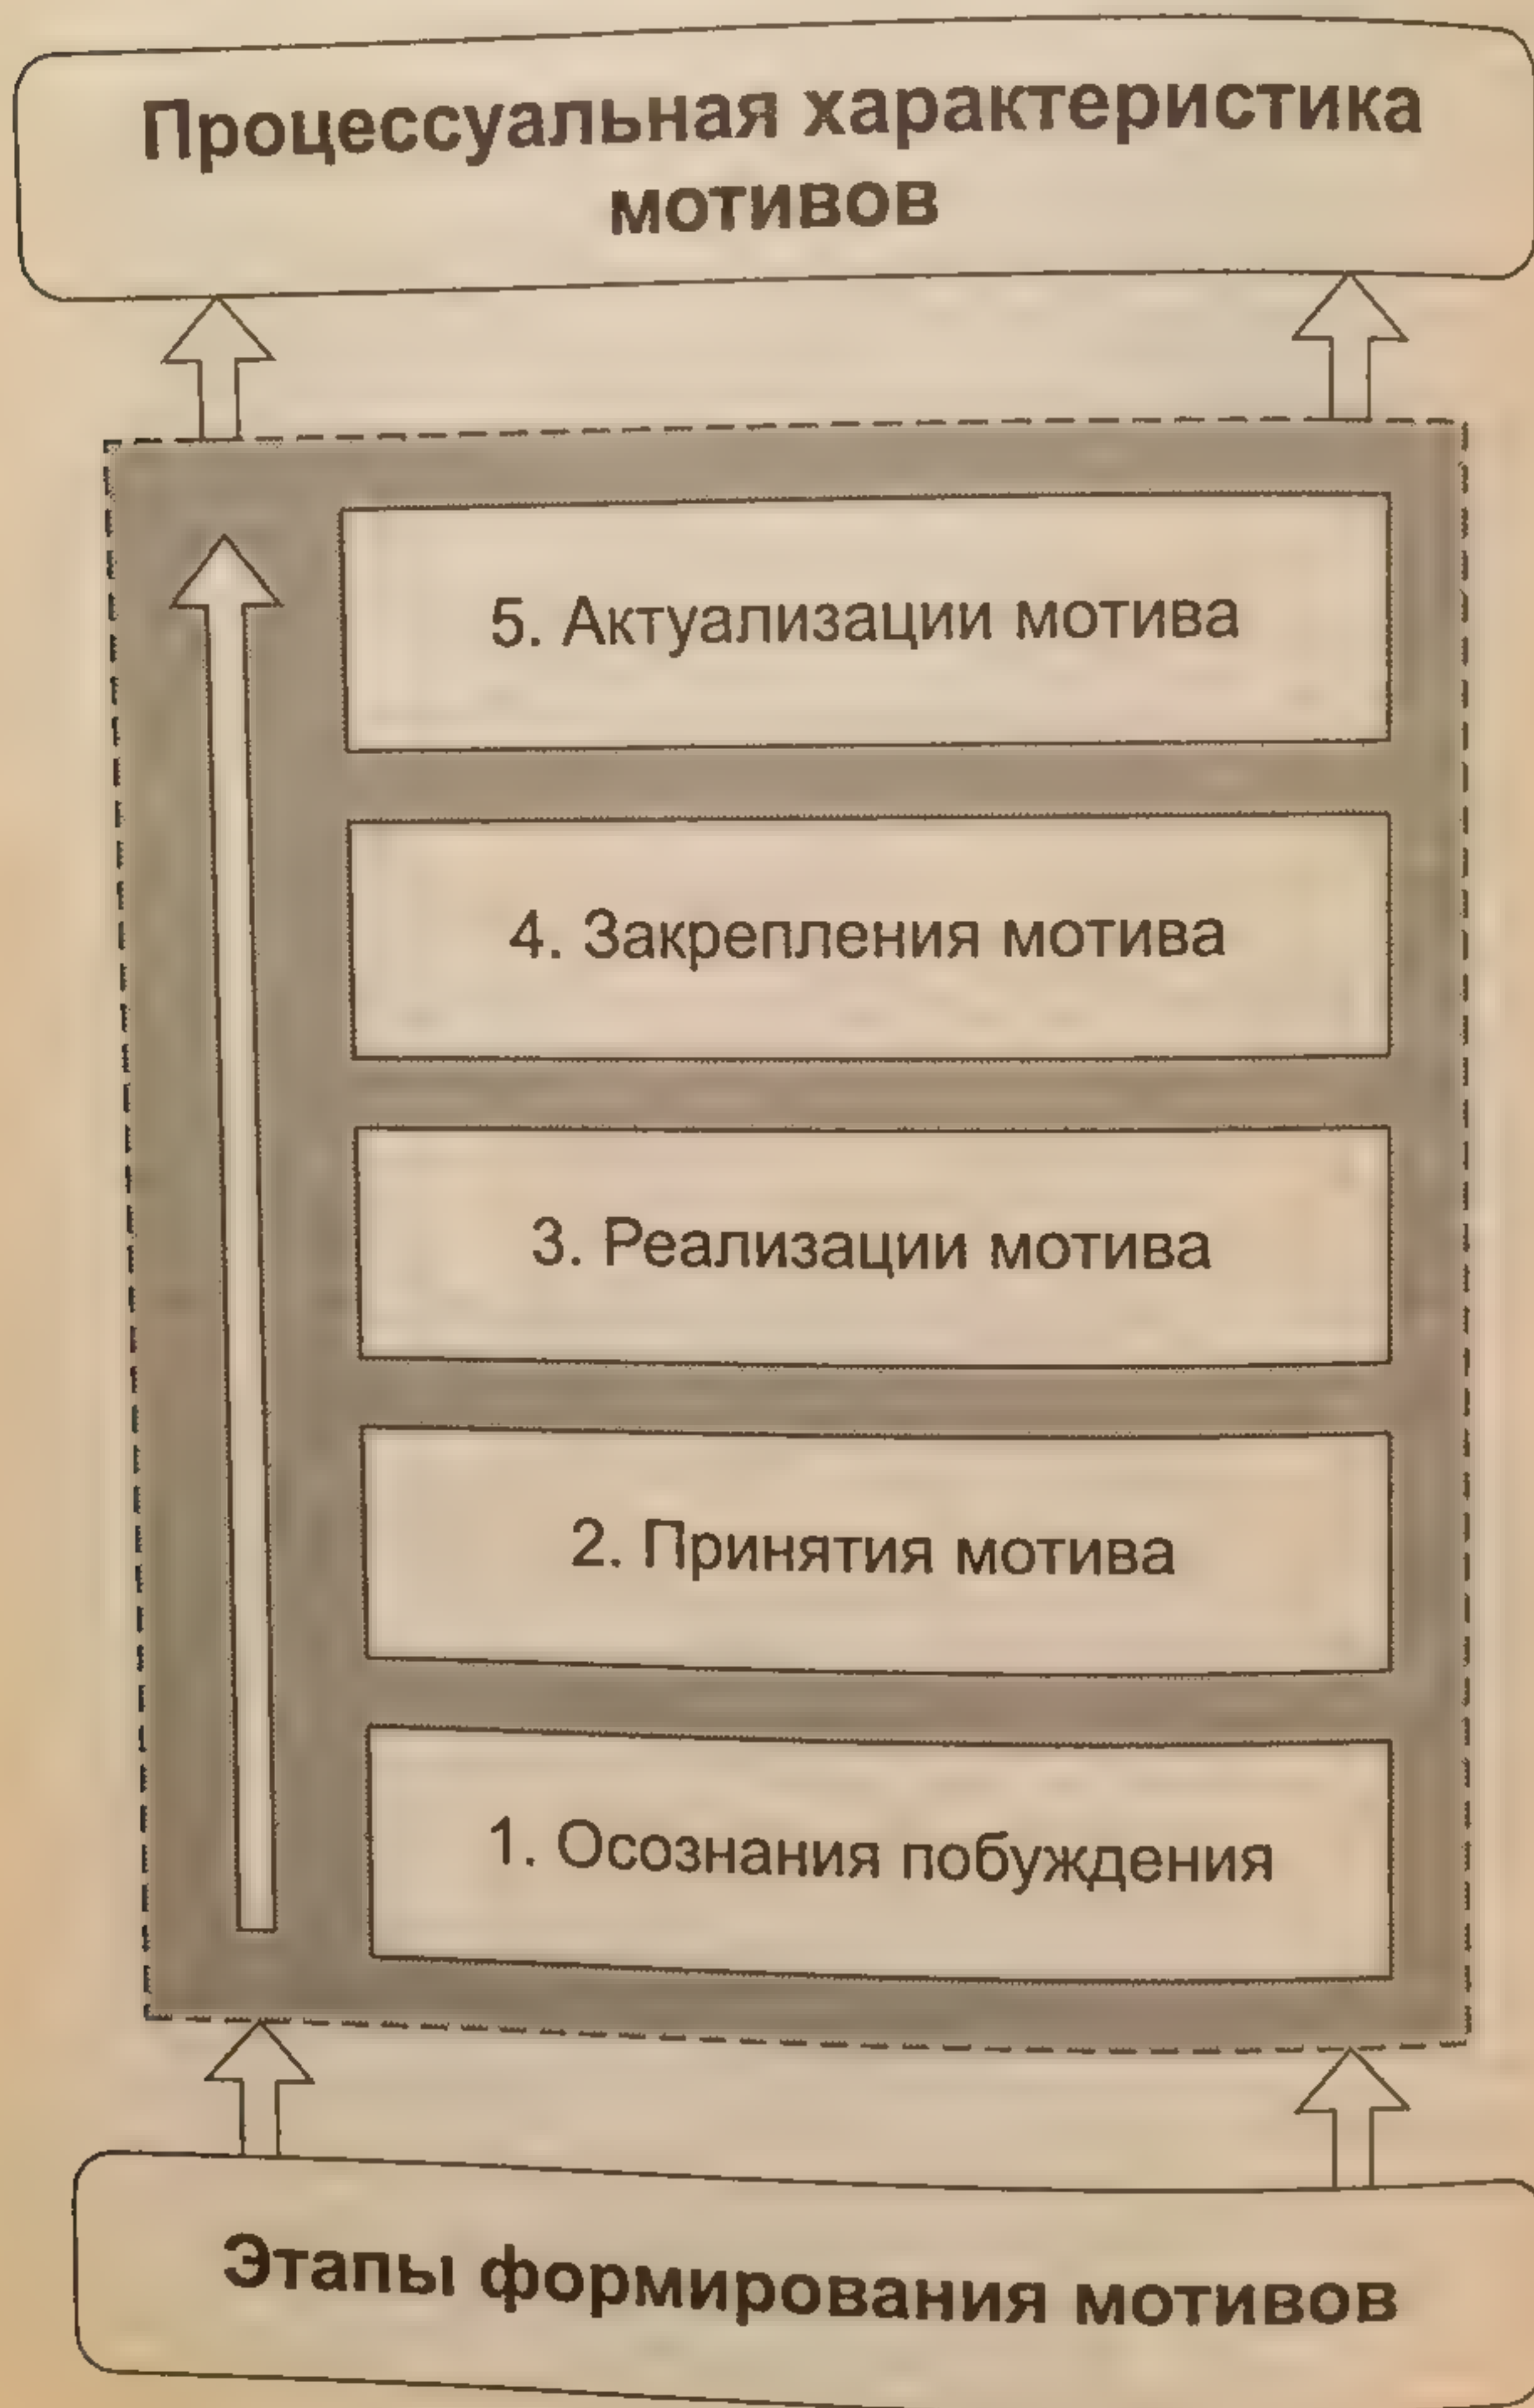 Процессуальная характеристика
мотивов
5. Актуализации мотива
4. Закрепления мотива
3. Реализации мотива
2. Принятия мотива
1. Осознания побуждения
Этапы формирования мотивов